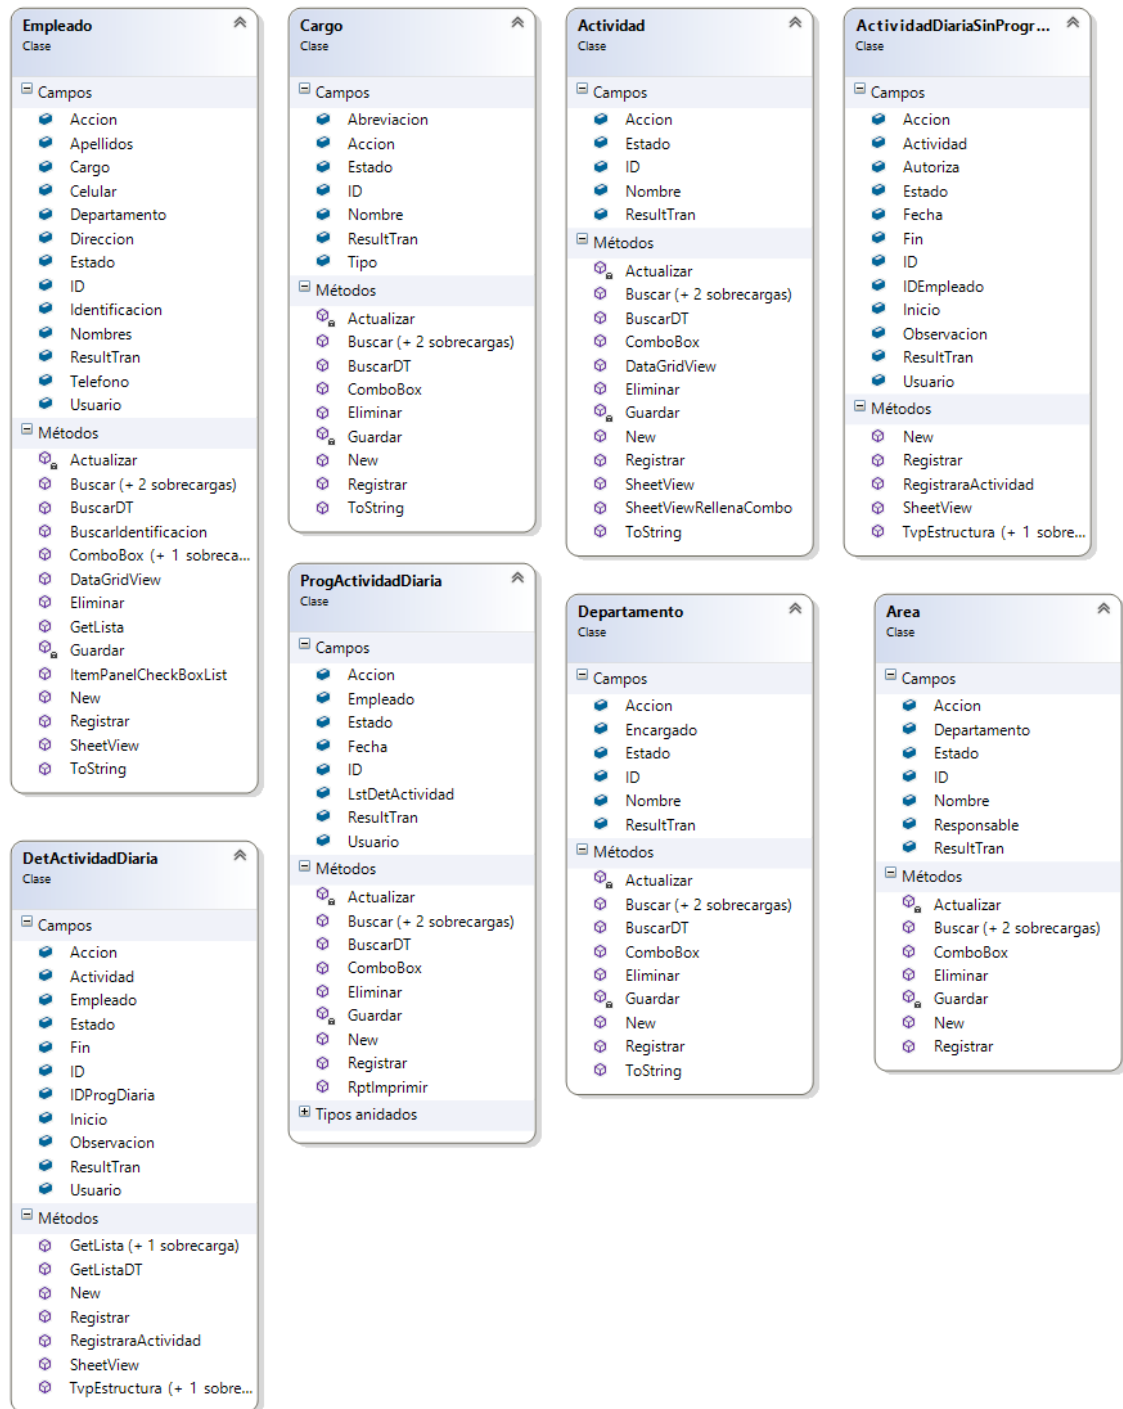 Empleado
Clase
Campos
Accion
Apellidos
Cargo
Celular
Departamento
Direccion
Estado
ID
Identificacion
Nombres
ResultTran
Telefono
Usuario
Métodos
Actualizar
Buscar (+ 2 sobrecargas)
BuscarDT
BuscarIdentificacion
ComboBox (+ 1 sobreca...
DataGridView
Eliminar
GetLista
Guardar
ItemPanelCheckBoxList
New
Registrar
SheetView
ToString
Cargo
Clase
Campos
Abreviacion
Accion
Estado
ID
Nombre
ResultTran
Tipo
Métodos
Actualizar
Buscar (+ 2 sobrecargas)
BuscarDT
ComboBox
Eliminar
Guardar
New
Registrar
ToString
Actividad
Clase
Campos
Accion
Estado
ID
Nombre
ResultTran
Métodos
Actualizar
Buscar (+ 2 sobrecargas)
BuscarDT
ComboBox
DataGridView
Eliminar
Guardar
New
Registrar
SheetView
SheetViewRellenaCombo
ToString
ActividadDiariaSinProgr...
Clase
Campos
Accion
Actividad
Autoriza
Estado
Fecha
Fin
ID
IDEmpleado
Inicio
Observacion
ResultTran
Usuario
Métodos
New
Registrar
RegistraraActividad
SheetView
TvpEstructura (+ 1 sobre...
DetActividadDiaria
Clase
Campos
Accion
Actividad
Empleado
Estado
Fin
ID
IDProgDiaria
Inicio
Observacion
ResultTran
Usuario
Métodos
GetLista (+ 1 sobrecarga)
GetListaDT
New
Registrar
RegistraraActividad
SheetView
TvpEstructura (+ 1 sobre...
ProgActividadDiaria
Clase
Campos
Accion
Empleado
Estado
Fecha
ID
LstDetActividad
ResultTran
Usuario
Métodos
Actualizar
Buscar (+ 2 sobrecargas)
BuscarDT
ComboBox
Eliminar
Guardar
New
Registrar
RptImprimir
Tipos anidados
Departamento
Clase
Campos
Accion
Encargado
Estado
ID
Nombre
ResultTran
Métodos
Actualizar
Buscar (+ 2 sobrecargas)
BuscarDT
ComboBox
Eliminar
Guardar
New
Registrar
ToString
Area
Clase
Campos
Accion
Departamento
Estado
ID
Nombre
Responsable
ResultTran
Métodos
Actualizar
Buscar (+ 2 sobrecargas)
ComboBox
Eliminar
Guardar
New
Registrar